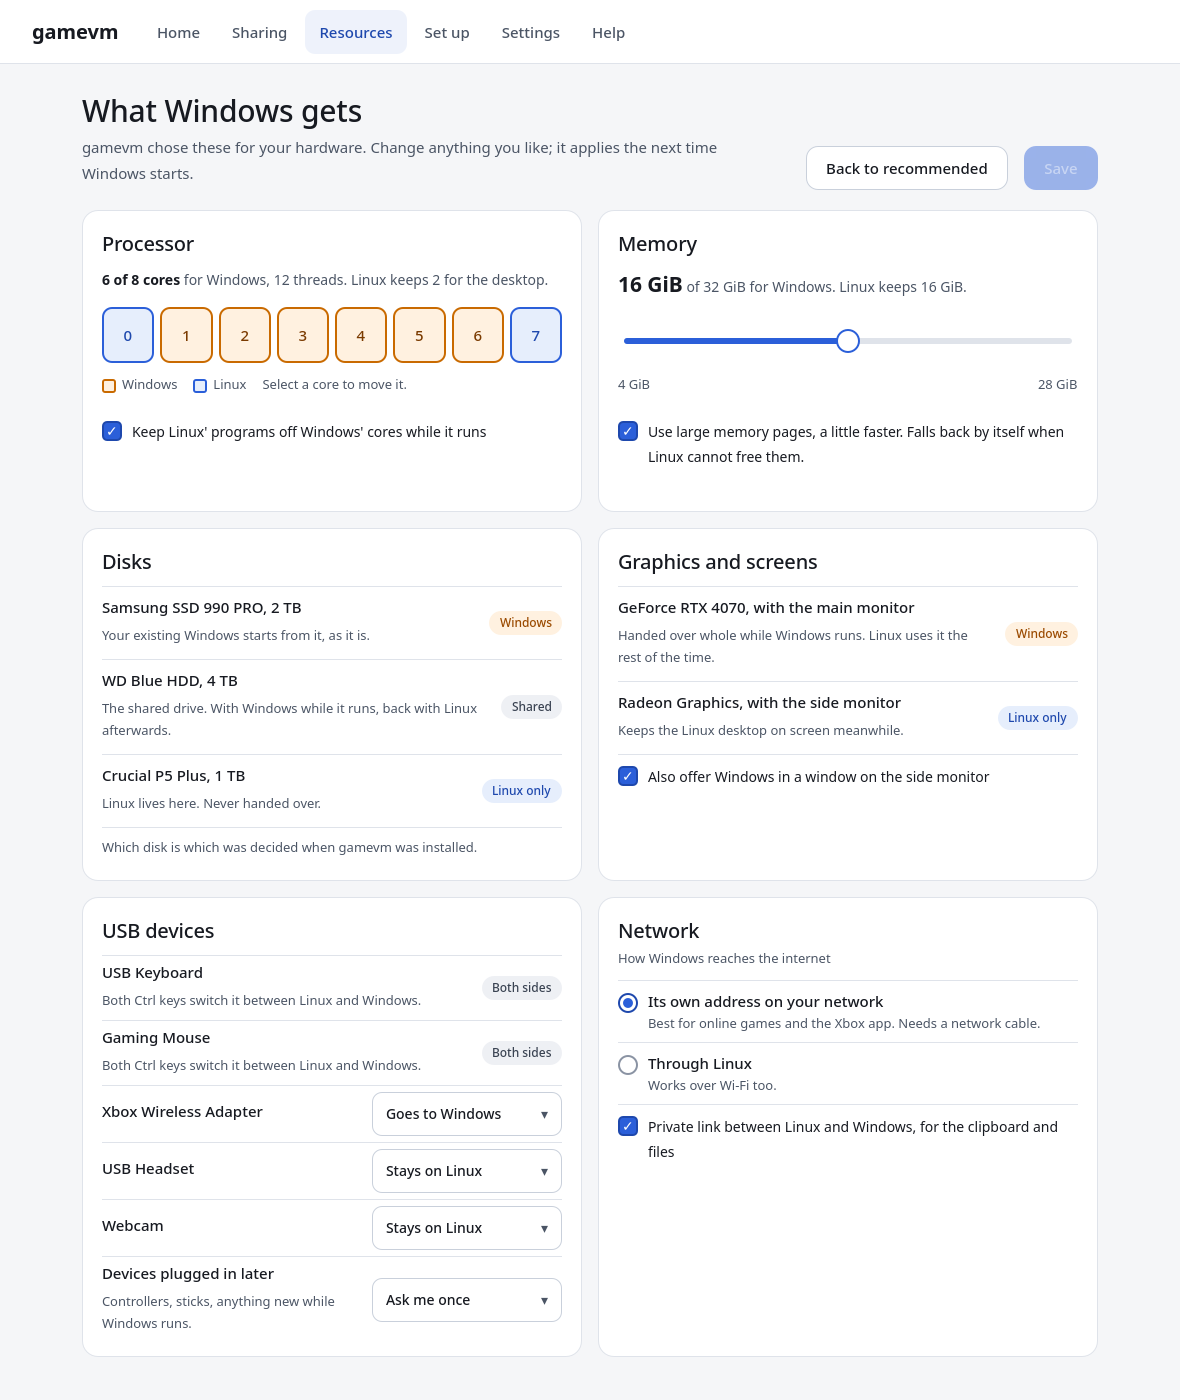 gamevm Home Sharing Resources Set up Settings Help
What Windows gets
gamevm chose these for your hardware. Change anything you like; it applies the next time
Windows starts.
Back to recommended Save
Processor
6 of 8 cores for Windows, 12 threads. Linux keeps 2 for the desktop.
0 1 2 3 4 5 6 7
Windows Linux Select a core to move it.
✓ Keep Linux' programs off Windows' cores while it runs
Memory
16 GiB of 32 GiB for Windows. Linux keeps 16 GiB.
4 GiB 28 GiB
✓ Use large memory pages, a little faster. Falls back by itself when
Linux cannot free them.
Disks
Samsung SSD 990 PRO, 2 TB
Your existing Windows starts from it, as it is.
Windows
WD Blue HDD, 4 TB
The shared drive. With Windows while it runs, back with Linux
afterwards.
Shared
Crucial P5 Plus, 1 TB
Linux lives here. Never handed over.
Linux only
Which disk is which was decided when gamevm was installed.
Graphics and screens
GeForce RTX 4070, with the main monitor
Handed over whole while Windows runs. Linux uses it the
rest of the time.
Windows
Radeon Graphics, with the side monitor
Keeps the Linux desktop on screen meanwhile.
Linux only
✓ Also offer Windows in a window on the side monitor
USB devices
USB Keyboard
Both Ctrl keys switch it between Linux and Windows.
Both sides
Gaming Mouse
Both Ctrl keys switch it between Linux and Windows.
Both sides
Xbox Wireless Adapter Goes to Windows ▾
USB Headset Stays on Linux ▾
Webcam Stays on Linux ▾
Devices plugged in later
Controllers, sticks, anything new while
Windows runs.
Ask me once ▾
Network
How Windows reaches the internet
Its own address on your network
Best for online games and the Xbox app. Needs a network cable.
Through Linux
Works over Wi-Fi too.
✓ Private link between Linux and Windows, for the clipboard and
files